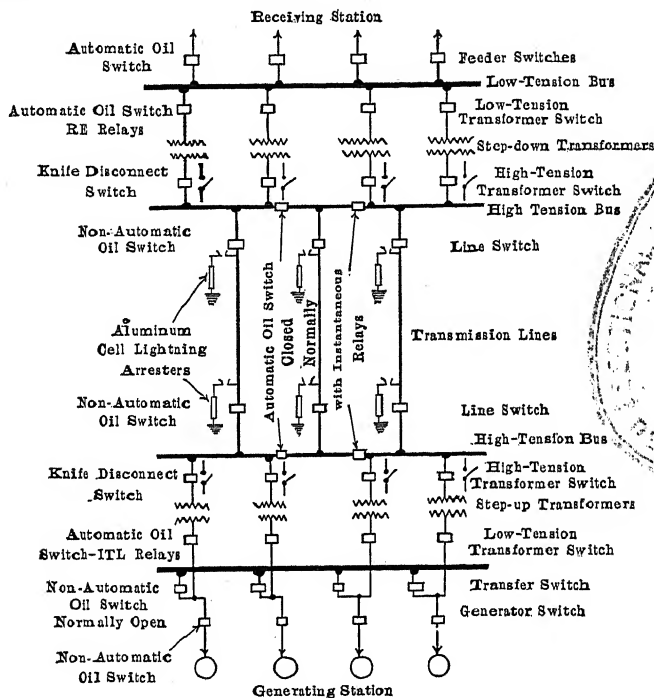 Receiving Station
Automatic Oil
Switch
Feeder Switches
Low-Tension Bus
Automatic Oil Switch
RE Relays
Low-Tension
Transformer Switch
Step-down Transformers
Knife Disconnect
Switch
High-Tension
Transformer Switch
High Tension Bus
Non-Automatic
Oil Switch
Line Switch
Automatic Oil Switch
Closed
Normally
with Instantaneous
Relays
Aluminum
Cell Lightning
Arresters
Transmission Lines
Non-Automatic
Oil Switch
Line Switch
High-Tension Bus
Knife Disconnect
Switch
High-Tension
Transformer Switch
Step-up Transformers
Automatic Oil
Switch-ITL Relays
Low-Tension
Transformer Switch
Non-Automatic
Oil Switch
Normally Open
Transfer Switch
Generator Switch
Non-Automatic
Oil Switch
Generating Station